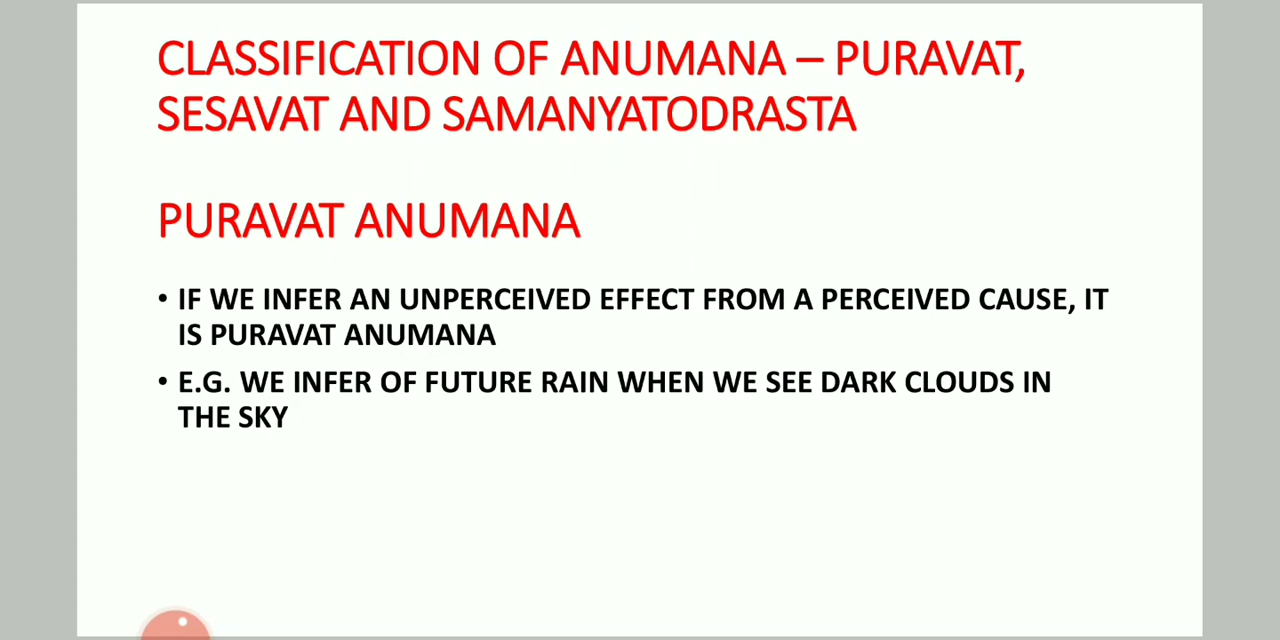 CLASSIFICATION OF ANUMANA – PURAVAT,
SESAVAT AND SAMANYATODRASTA
PURAVAT ANUMANA
• IF WE INFER AN UNPERCEIVED EFFECT FROM A PERCEIVED CAUSE, IT
IS PURAVAT ANUMANA
• E.G. WE INFER OF FUTURE RAIN WHEN WE SEE DARK CLOUDS IN
THE SKY